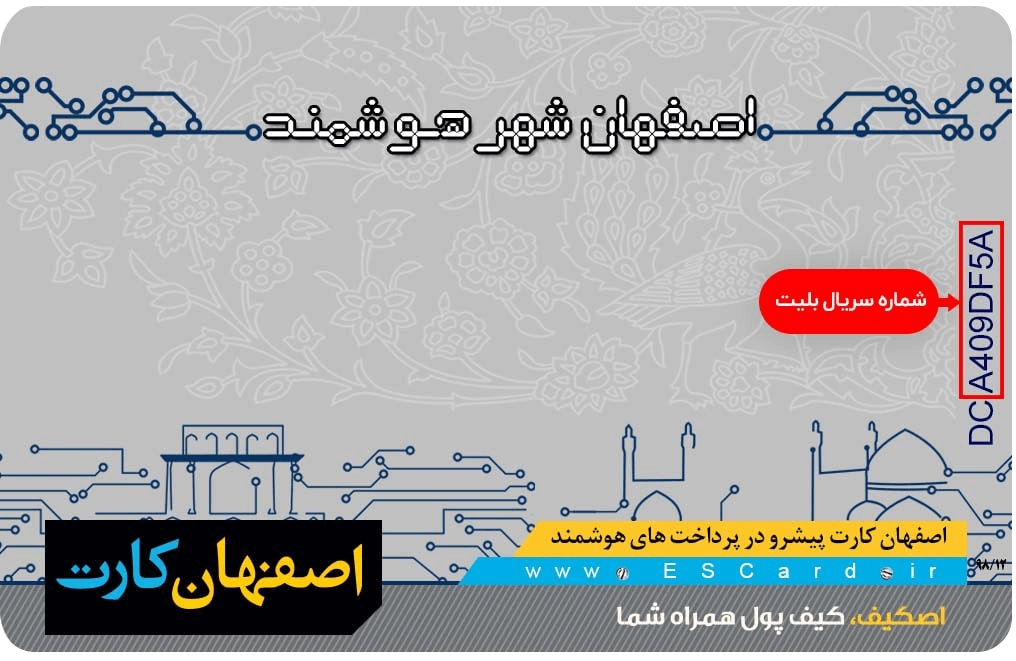 اصفهان شهر هوشمند
شماره سریال بلیت
DCA409DF5A
اصفهان کارت پیشرو در پرداخت های هوشمند
www.ESCard.ir
۹۸/۱۲
اصفهان کارت
اصکیف، کیف پول همراه شما